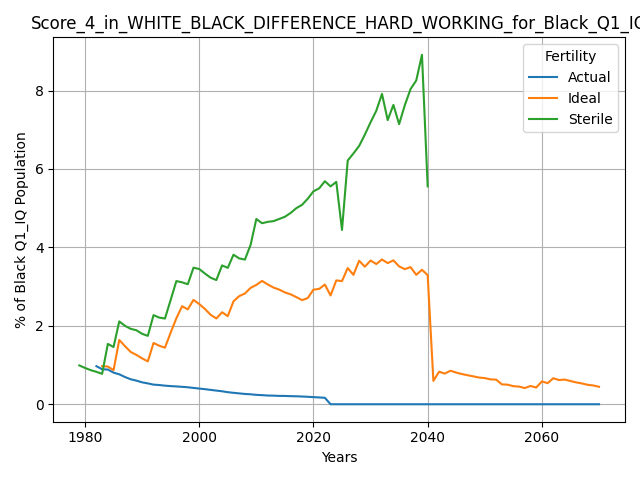 Score_4_in_WHITE_BLACK_DIFFERENCE_HARD_WORKING_for_Black_Q1_IQ
% of Black Q1_IQ Population
8
6
4
2
0
Fertility
Actual
Ideal
Sterile
1980
2000
2020
2040
2060
Years